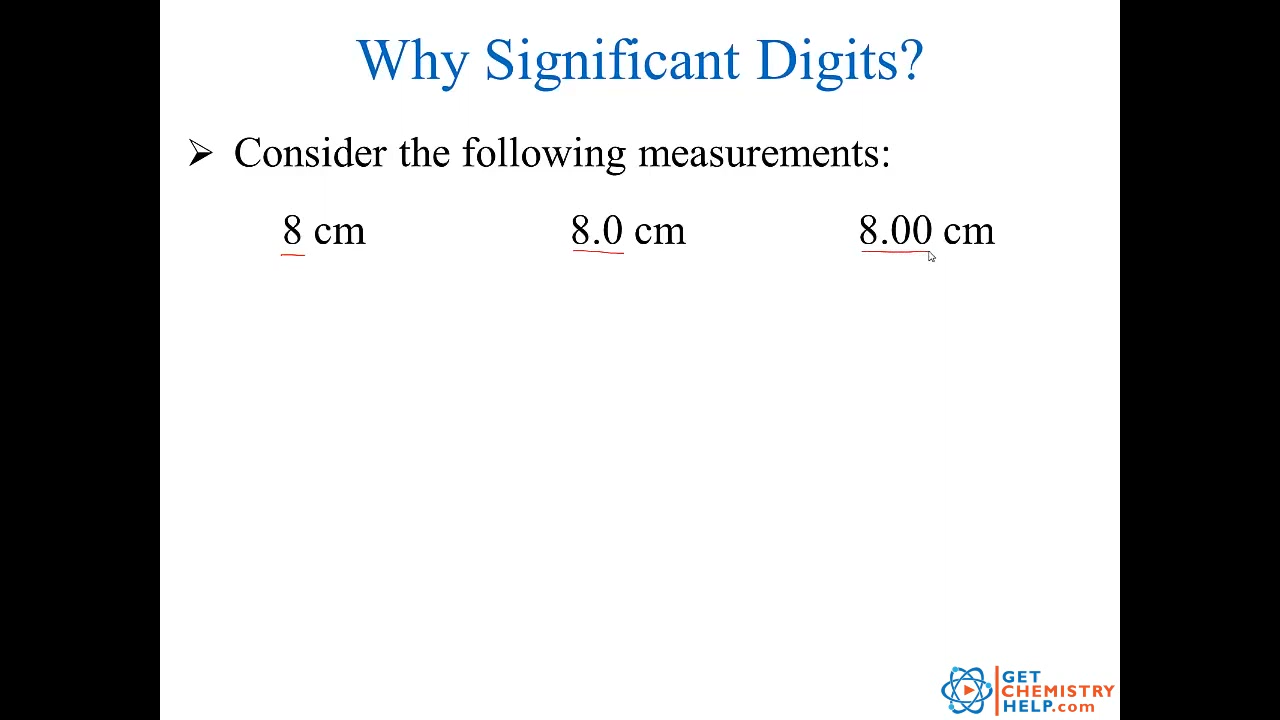 Why Significant Digits?
➢ Consider the following measurements:
8 cm 8.0 cm 8.00 cm
GET
CHEMISTRY
HELP.com